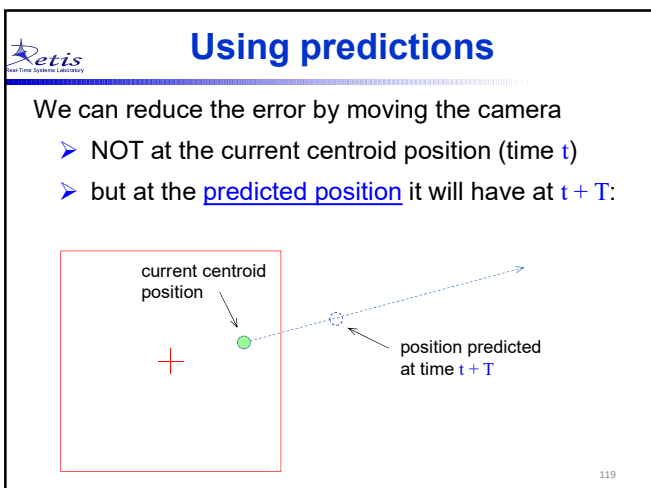 Retis
Real-Time Systems Laboratory
Using predictions
We can reduce the error by moving the camera
➢ NOT at the current centroid position (time t)
➢ but at the predicted position it will have at t + T:
current centroid
position
position predicted
at time t + T
119